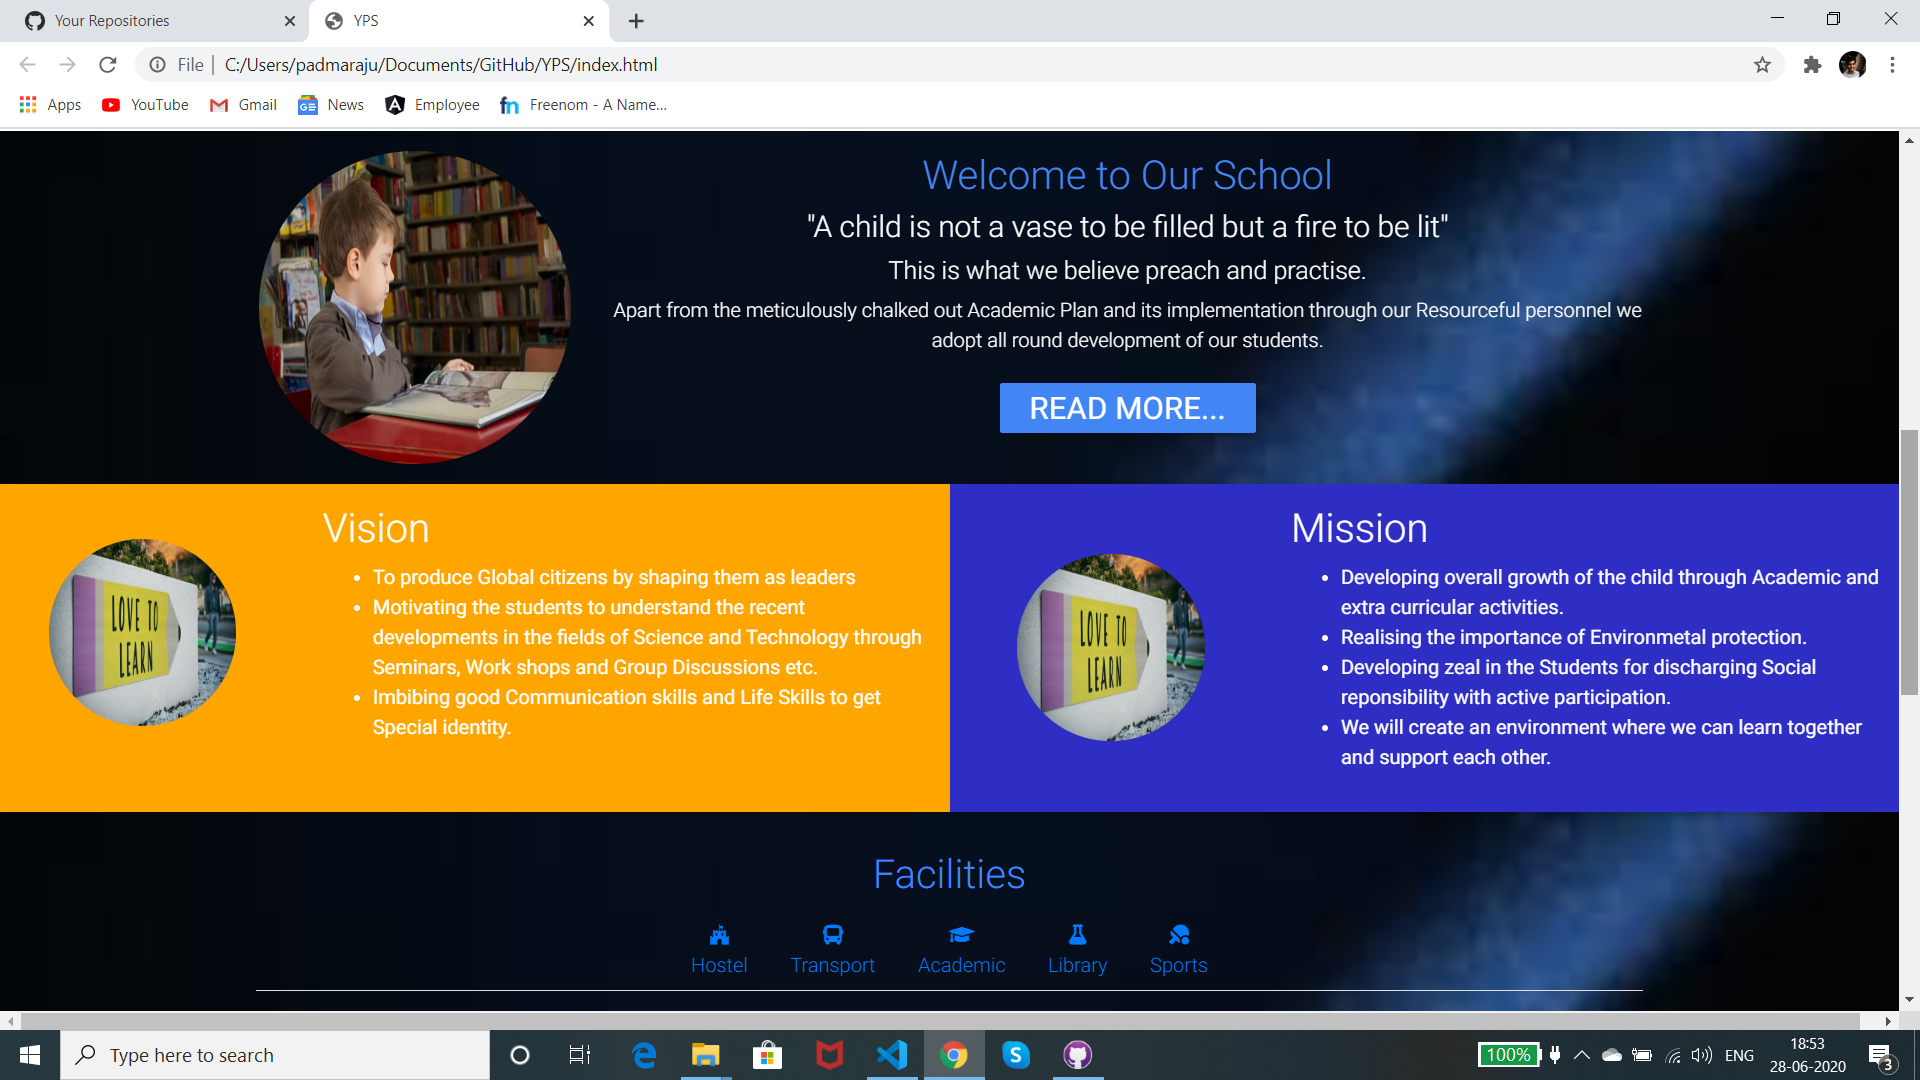 Your Repositories
YPS
File | C:/Users/padmaraju/Documents/GitHub/YPS/index.html
Apps YouTube Gmail News Employee Freenom - A Name...
Welcome to Our School
"A child is not a vase to be filled but a fire to be lit"
This is what we believe preach and practise.
Apart from the meticulously chalked out Academic Plan and its implementation through our Resourceful personnel we
adopt all round development of our students.
READ MORE...
Vision
• To produce Global citizens by shaping them as leaders
• Motivating the students to understand the recent
developments in the fields of Science and Technology through
Seminars, Work shops and Group Discussions etc.
• Imbibing good Communication skills and Life Skills to get
Special identity.
LOVE TO
LEARN
Mission
• Developing overall growth of the child through Academic and
extra curricular activities.
• Realising the importance of Environmetal protection.
• Developing zeal in the Students for discharging Social
reponsibility with active participation.
• We will create an environment where we can learn together
and support each other.
LOVE TO
LEARN
Facilities
Hostel Transport Academic Library Sports
Type here to search
100%
ENG
18:53
28-06-2020
3